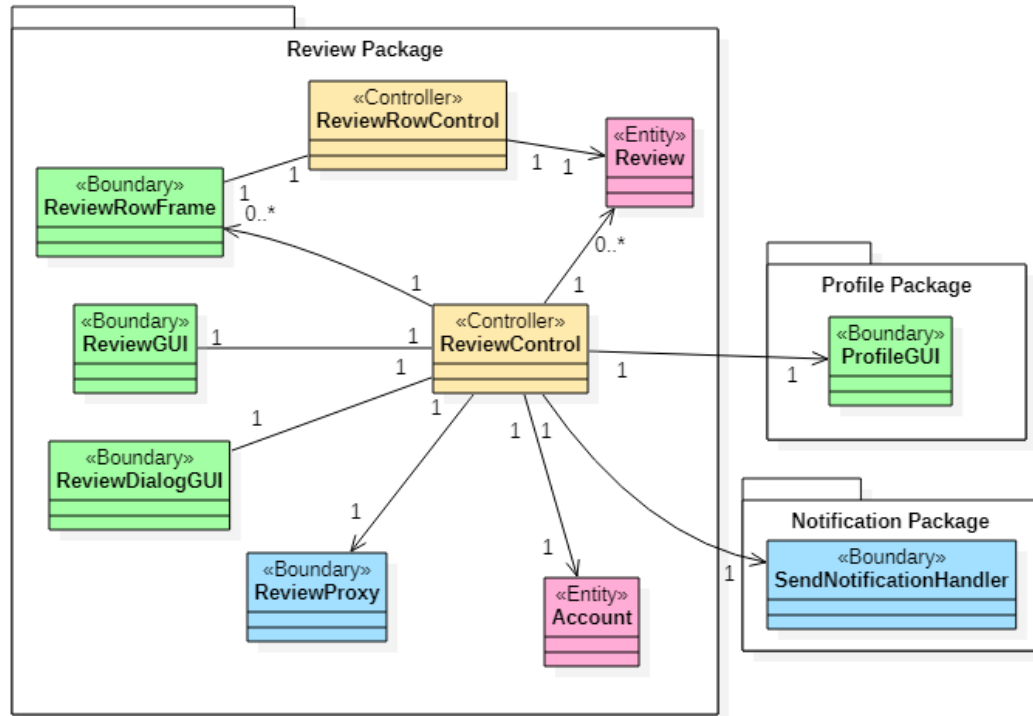 Review Package
«Controller»
ReviewRowControl
«Entity»
Review
1
1
1
1
«Boundary»
ReviewRowFrame
0..*
0..*
1
1
«Boundary»
ReviewGUI
1
1
«Controller»
ReviewControl
1
1
1
1
«Boundary»
ReviewDialogGUI
1
1
1
1
1
«Boundary»
ReviewProxy
«Entity»
Account
Profile Package
«Boundary»
ProfileGUI
1
Notification Package
«Boundary»
SendNotificationHandler
1